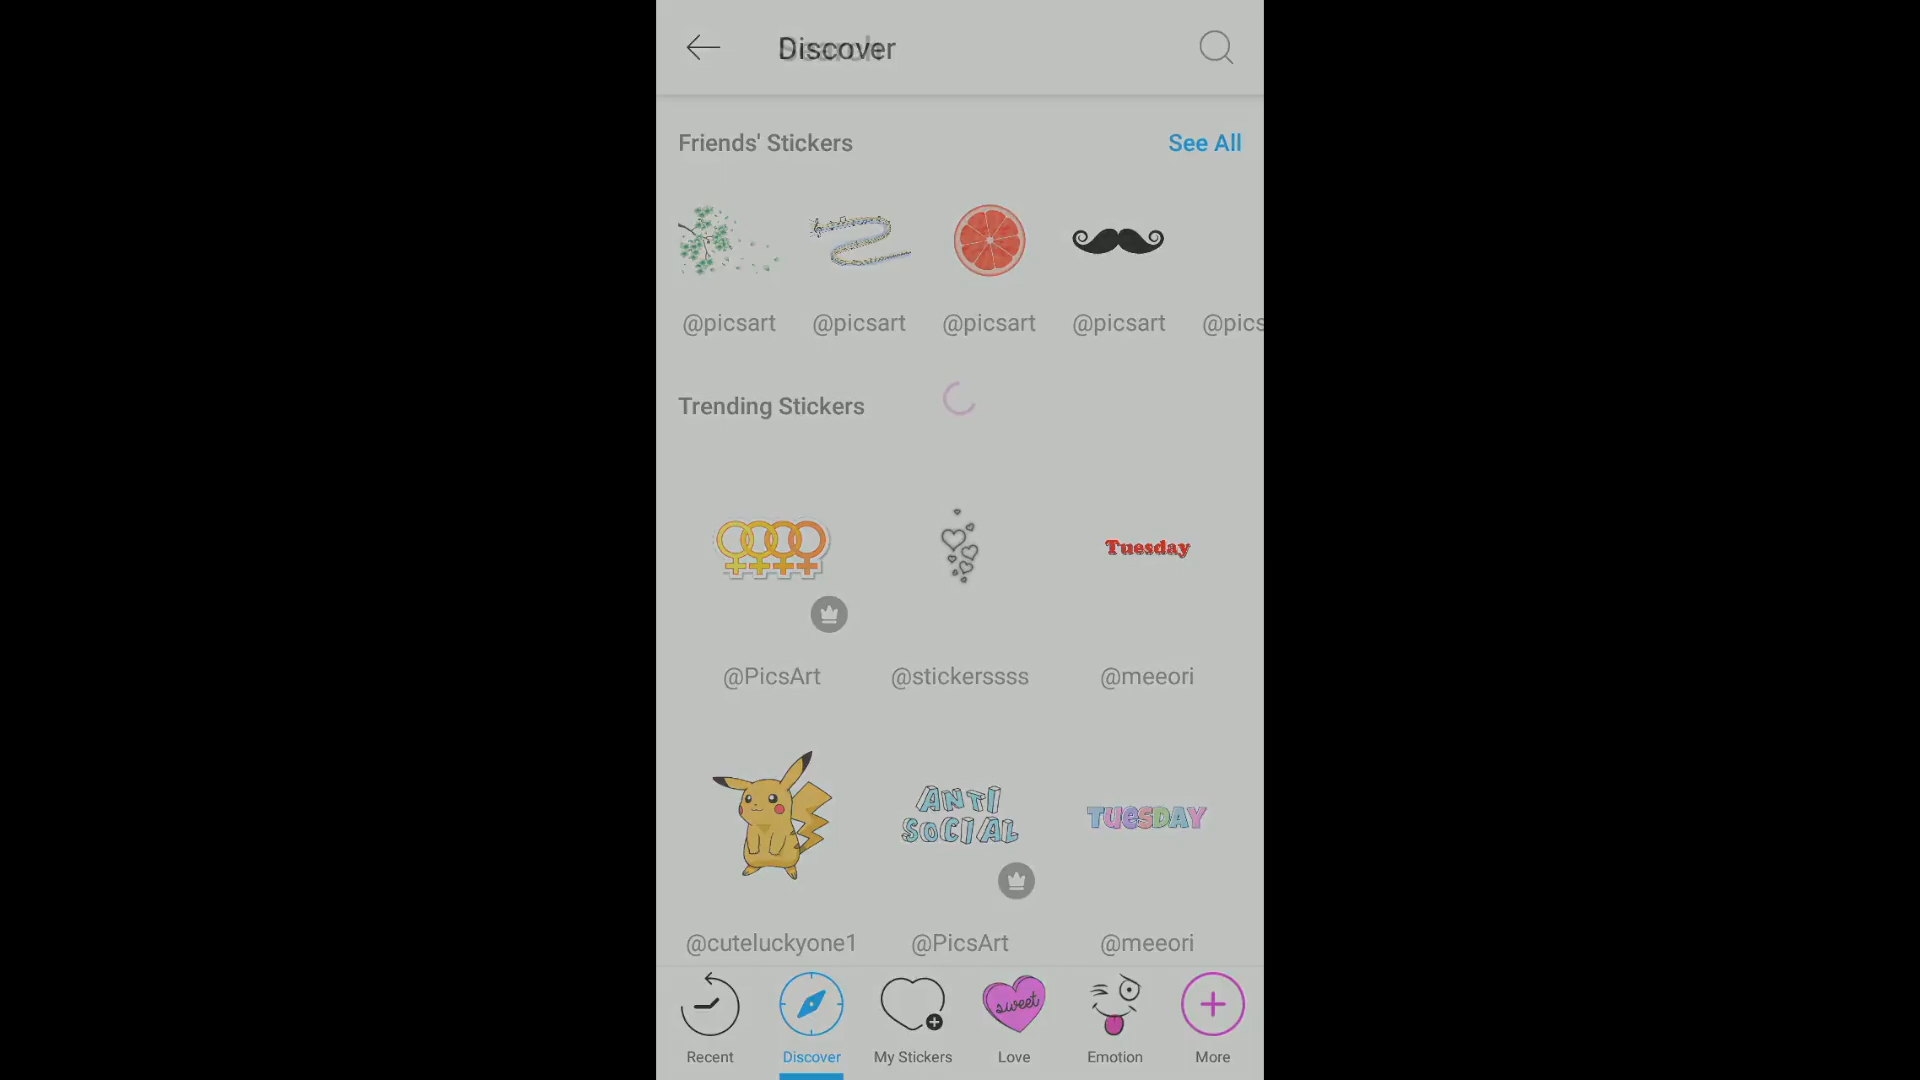 Discover
Friends' Stickers
See All
@picsart @picsart @picsart @picsart @pics
Trending Stickers
Tuesday
@PicsArt @stickerssss @meeori
ANTI
SOCIAL
TUESDAY
@cuteluckyone1 @PicsArt @meeori
sweet
Recent Discover My Stickers Love Emotion More